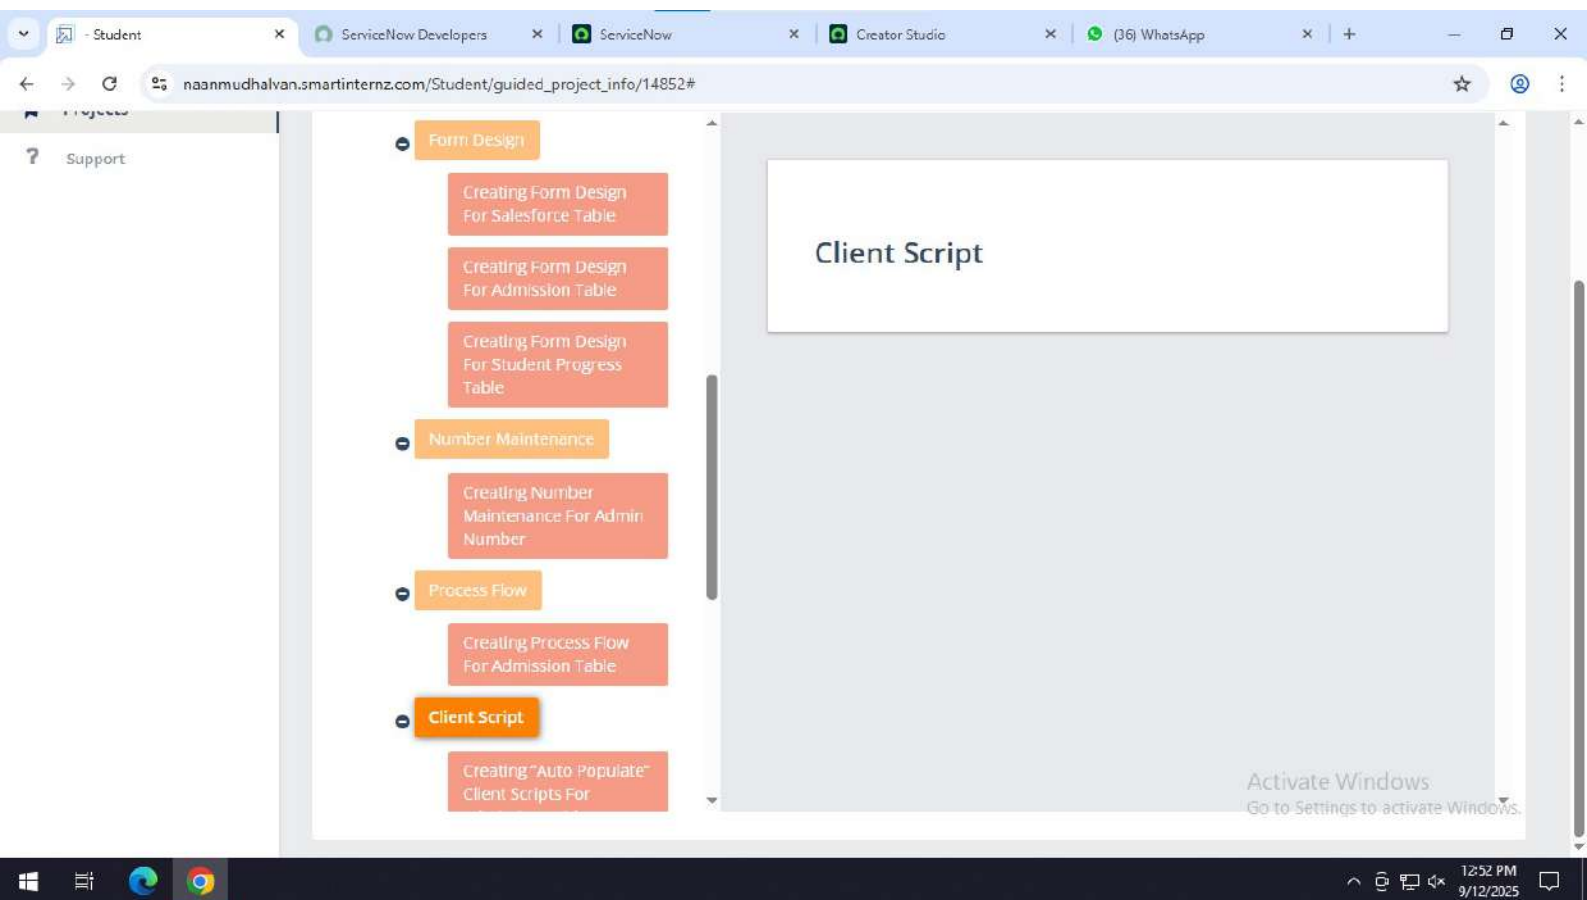 - Student
ServiceNow Developers
ServiceNow
Creator Studio
(36) WhatsApp
naanmudhalvan.smartinternz.com/Student/guided_project_info/14852#
Projects
? Support
Form Design
Creating Form Design
For Salesforce Table
Creating Form Design
For Admission Table
Creating Form Design
For Student Progress
Table
Number Maintenance
Creating Number
Maintenance For Admin
Number
Process Flow
Creating Process Flow
For Admission Table
Client Script
Creating "Auto Populate"
Client Scripts For
Client Script
Activate Windows
Go to Settings to activate Windows.
12:52 PM
9/12/2025